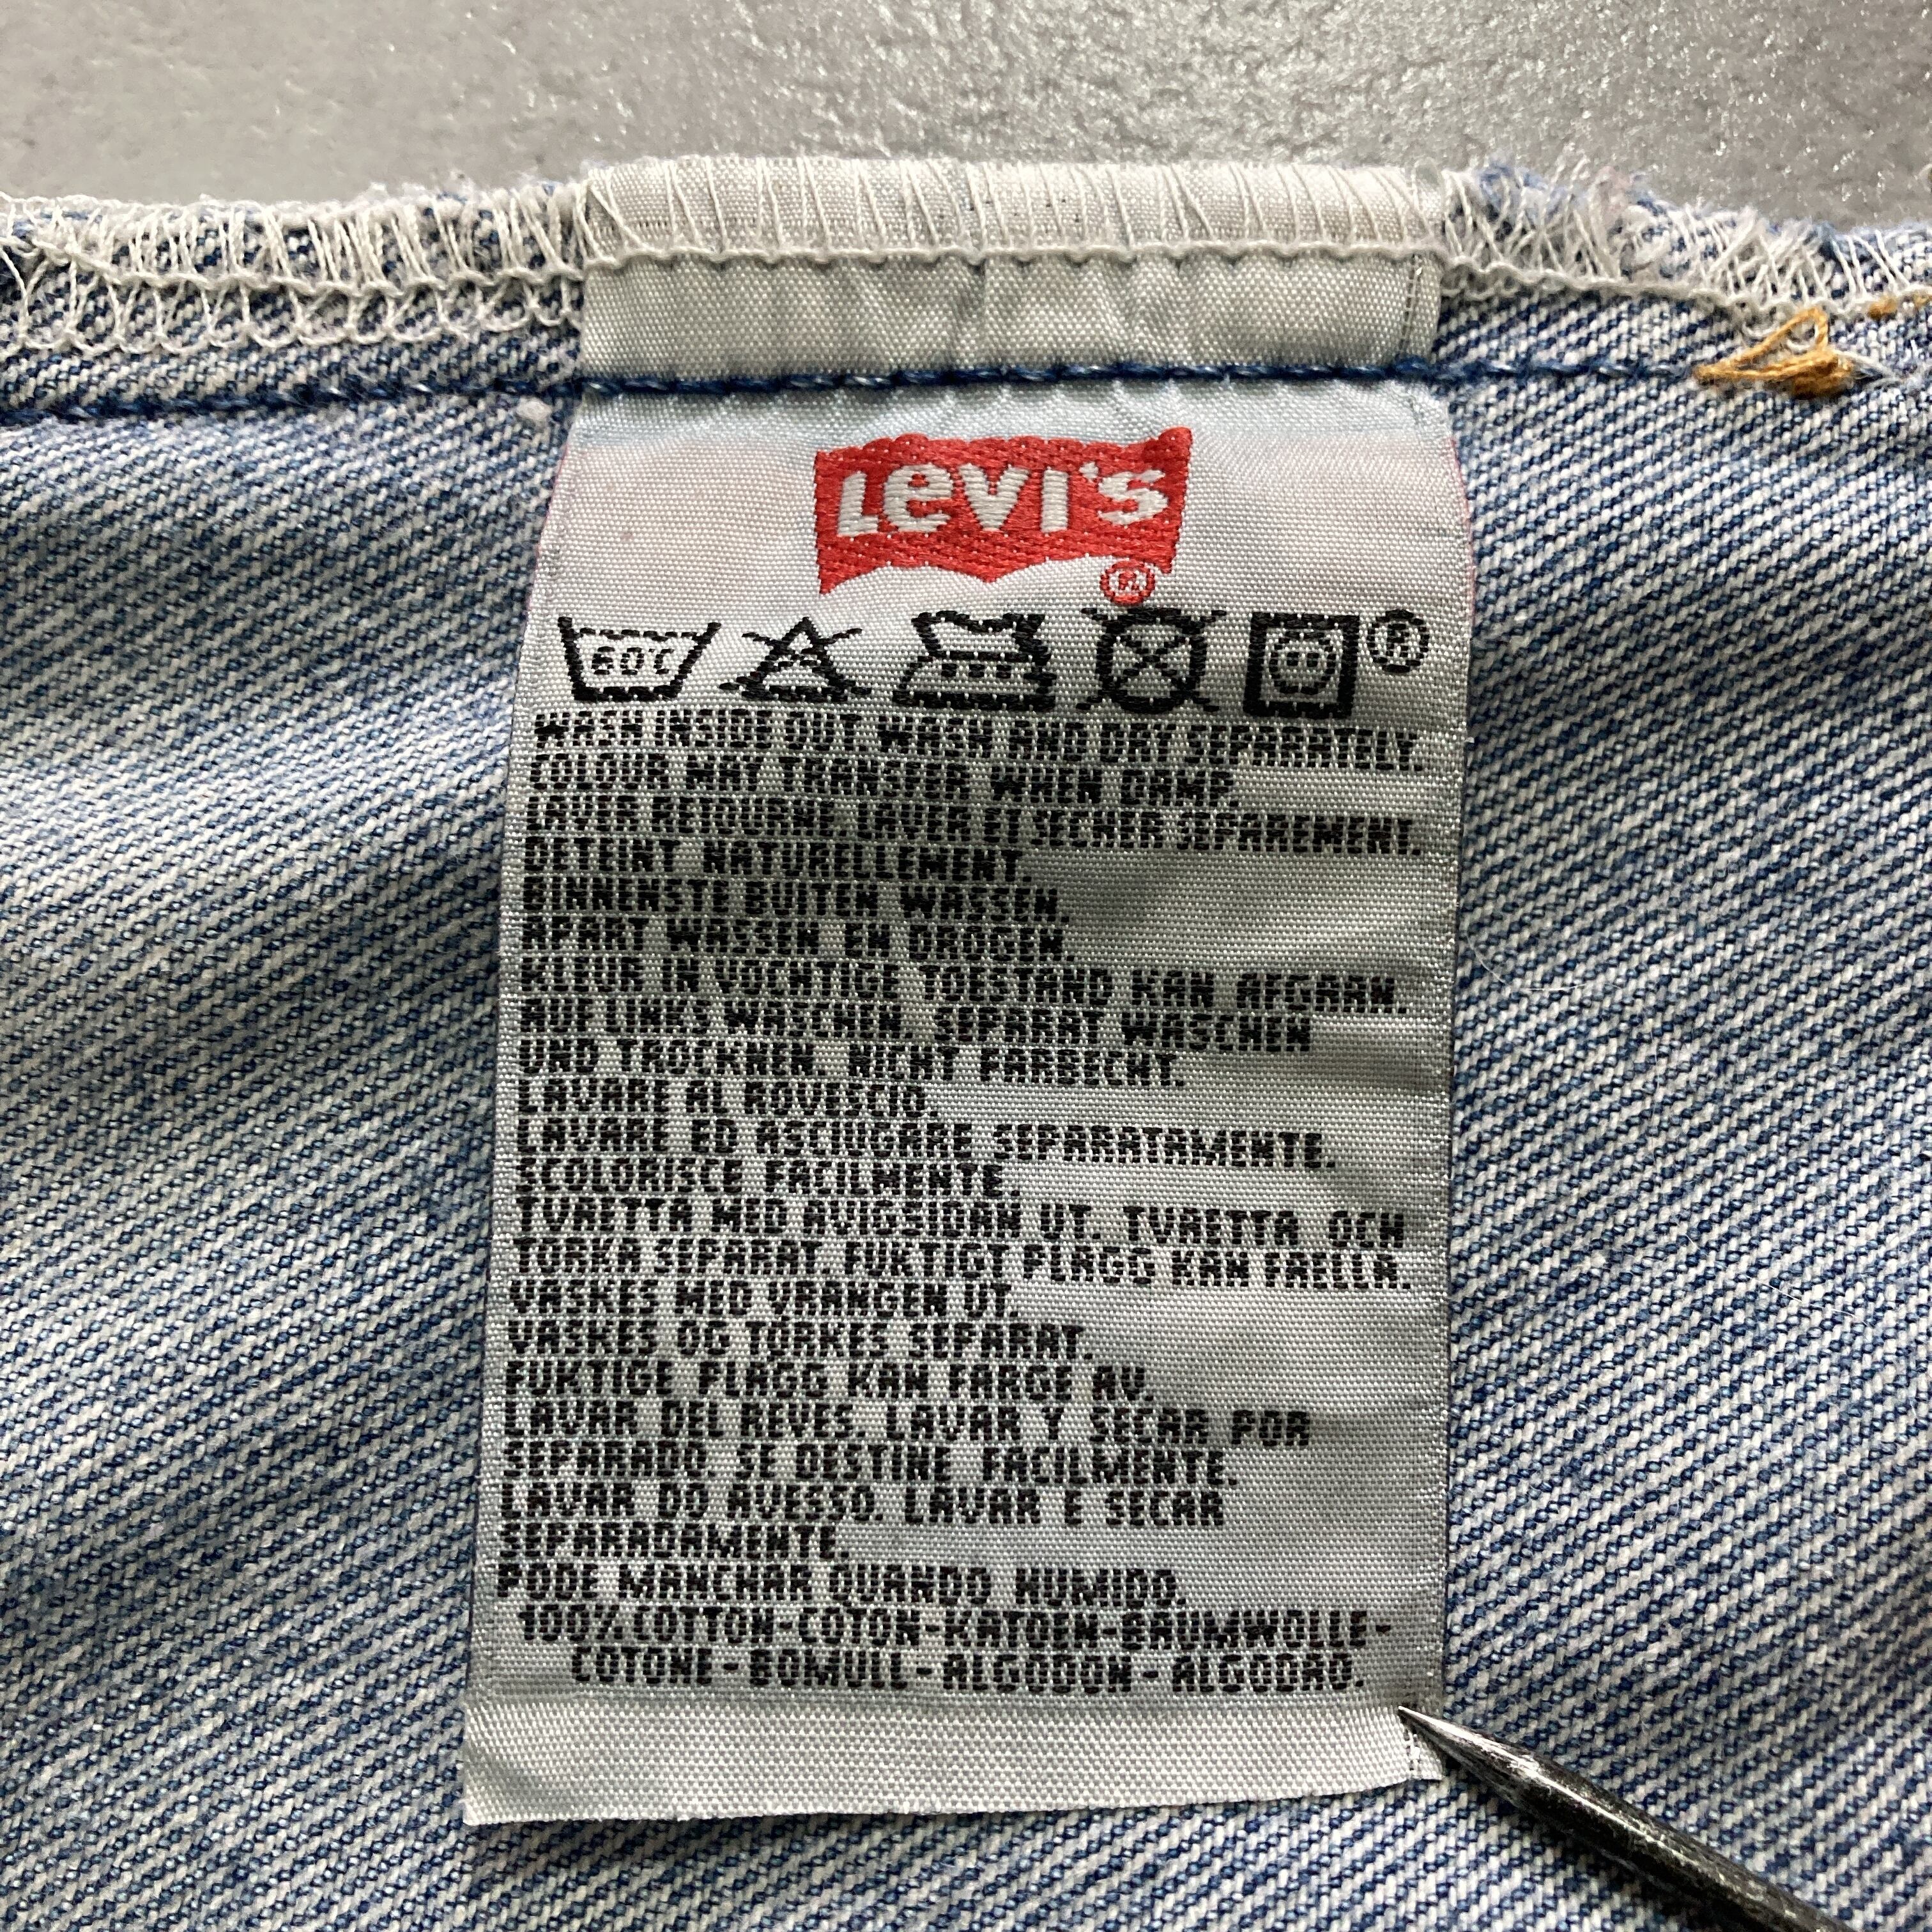 Levi's
®
60°C ®
WASH INSIDE OUT. WASH AND DRY SEPARATELY.
COLOUR MAY TRANSFER WHEN DAMP.
LAVER RETOURNE. LAVER ET SECHER SEPAREMENT.
DETEINT NATURELLEMENT.
BINNENSTE BUITEN WASSEN.
APART WASSEN EN DROGEN.
KLEUR IN VOCHTIGE TOESTAND KAN AFGAAN.
AUF LINKS WASCHEN. SEPARAT WASCHEN
UND TROCKNEN. NICHT FARBECHT.
LAVARE AL ROVESCIO.
LAVARE ED ASCIUGARE SEPARATAMENTE.
SCOLORISCE FACILMENTE.
TVAETTA MED AVIGSIDAN UT. TVAETTA OCH
TORKA SEPARAT FUKTIGT PLAGG KAN FAELLA.
VASKES MED VRANGEN UT.
VASKES OG TORKES SEPARAT.
FUKTIGE PLAGG KAN FARGE AV.
LAVAR DEL REVES. LAVAR Y SECAR POR
SEPARADO. SE DESTINE FACILMENTE.
LAVAR DO AVESSO. LAVAR E SECAR
SEPARADAMENTE.
PODE MANCHAR QUANDO HUMIDO.
100% COTTON-COTON-KATOEN-BAUMWOLLE-
COTONE-BOMULL-ALGODON-ALGODAO.